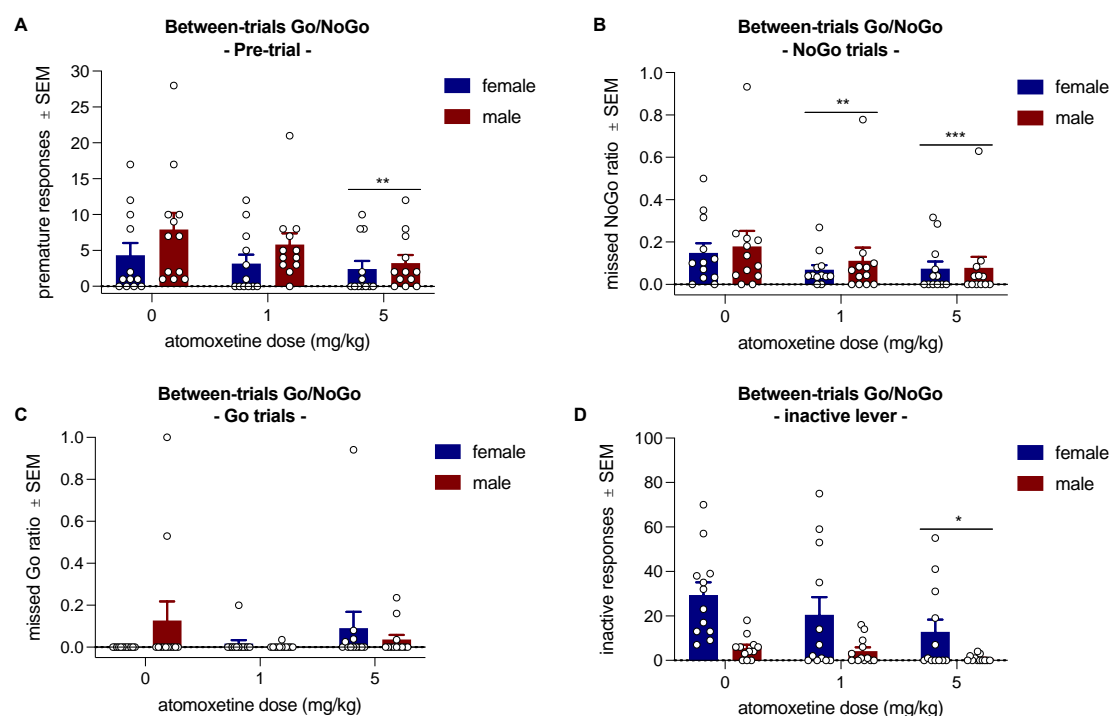 A
Between-trials Go/NoGo
- Pre-trial -
premature responses ± SEM
30
25
20
15
10
5
0
**
female
male
0 1 5
atomoxetine dose (mg/kg)
B
Between-trials Go/NoGo
- NoGo trials -
missed NoGo ratio ± SEM
1.0
0.8
0.6
0.4
0.2
0.0
**
***
female
male
0 1 5
atomoxetine dose (mg/kg)
C
Between-trials Go/NoGo
- Go trials -
missed Go ratio ± SEM
1.0
0.8
0.6
0.4
0.2
0.0
female
male
0 1 5
atomoxetine dose (mg/kg)
D
Between-trials Go/NoGo
- inactive lever -
inactive responses ± SEM
100
80
60
40
20
0
*
female
male
0 1 5
atomoxetine dose (mg/kg)